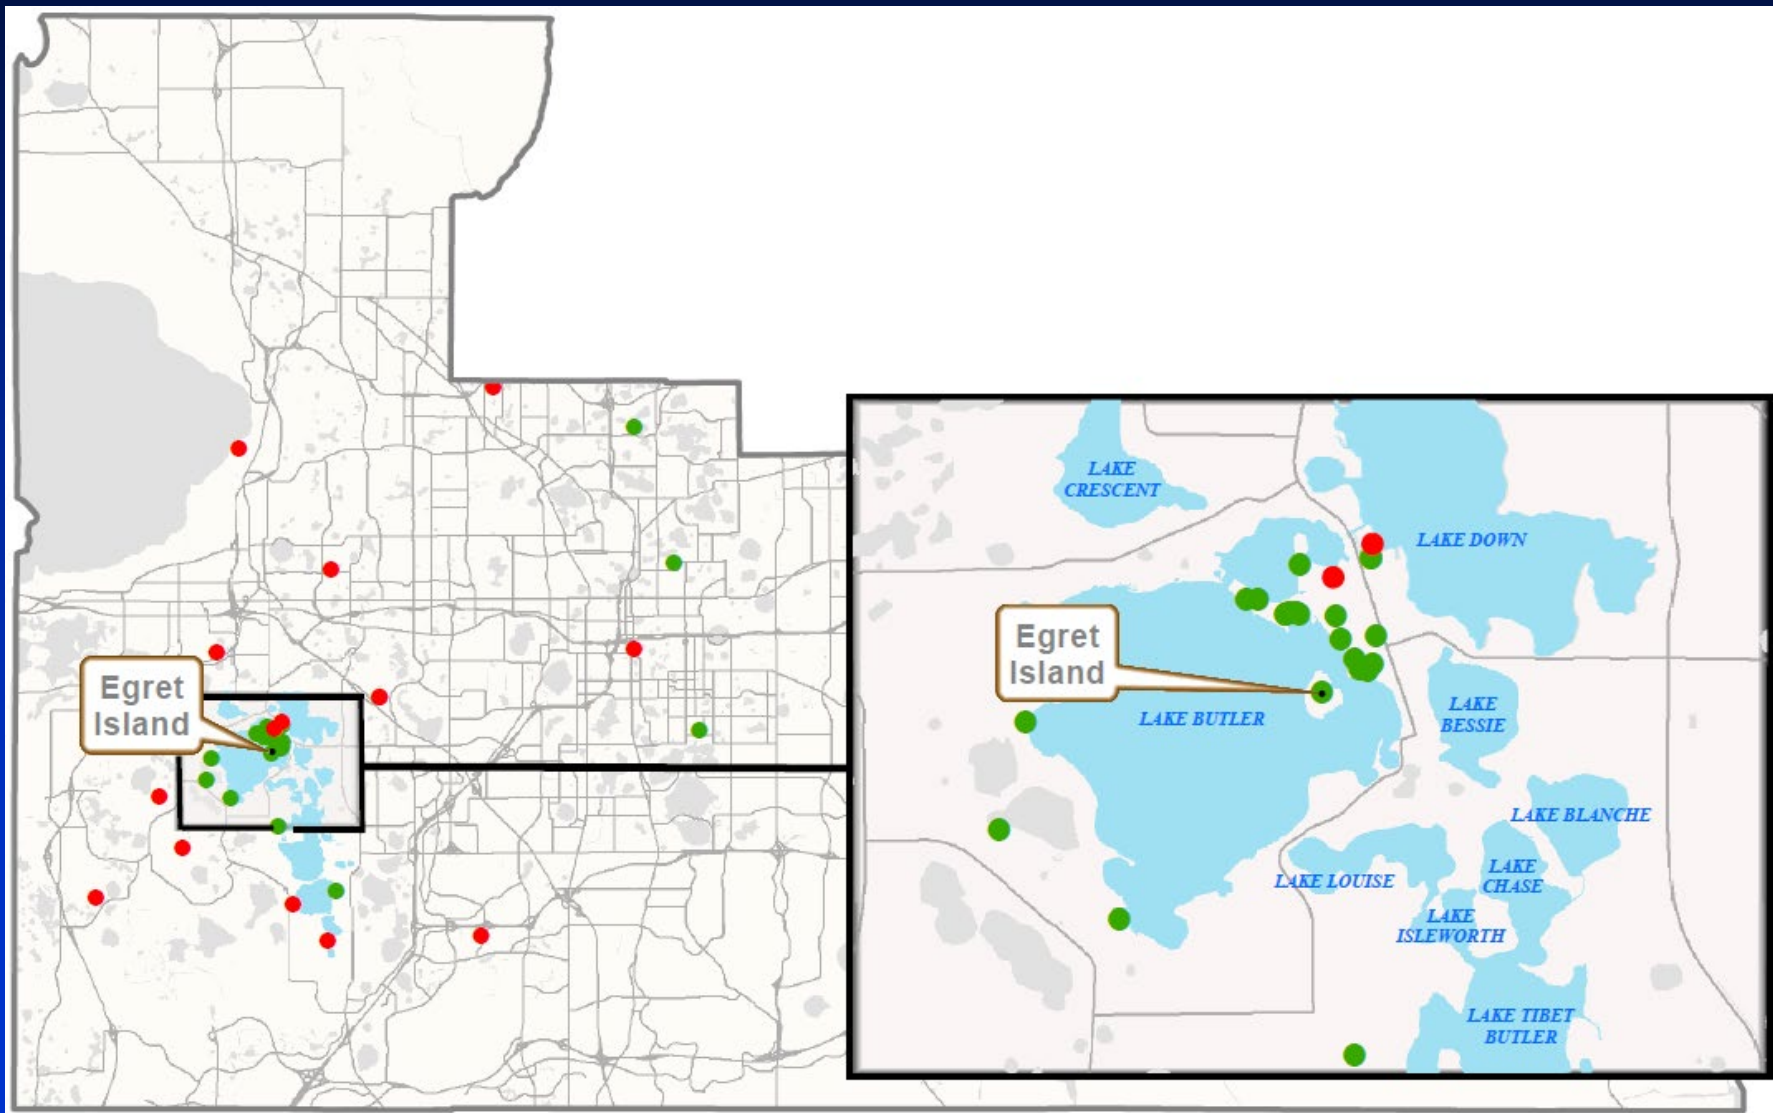 Egret
Island
LAKE
CRESCENT
LAKE DOWN
Egret
Island
LAKE BUTLER
LAKE
BESSIE
LAKE BLANCHE
LAKE LOUISE
LAKE
CHASE
LAKE
ISLEWORTH
LAKE TIBET
BUTLER